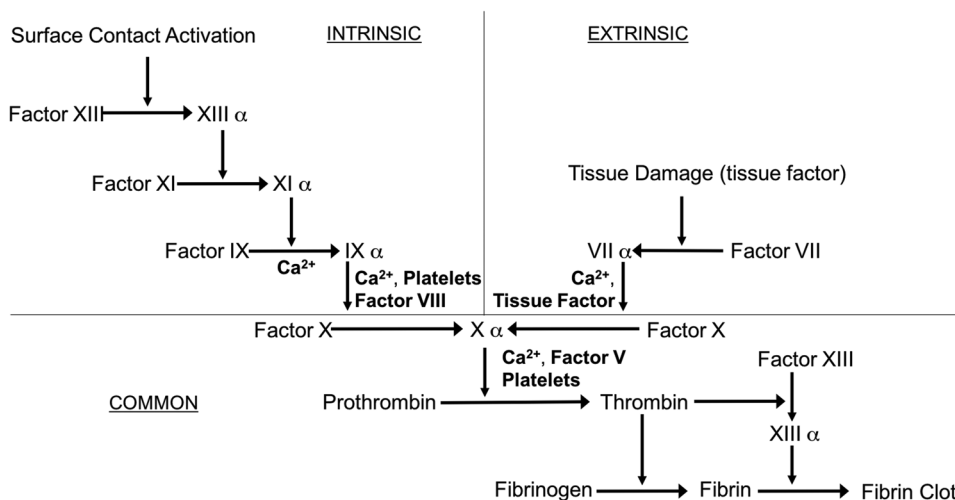 INTRINSIC
EXTRINSIC
Surface Contact Activation
Factor XIII
XIII α
Factor XI
XI α
Tissue Damage (tissue factor)
Factor IX
Ca²⁺
IX α
VII α
Factor VII
Ca²⁺, Platelets
Factor VIII
Ca²⁺,
Tissue Factor
Factor X
X α
Factor X
Ca²⁺, Factor V
Platelets
Factor XIII
COMMON
Prothrombin
Thrombin
XIII α
Fibrinogen
Fibrin
Fibrin Clot